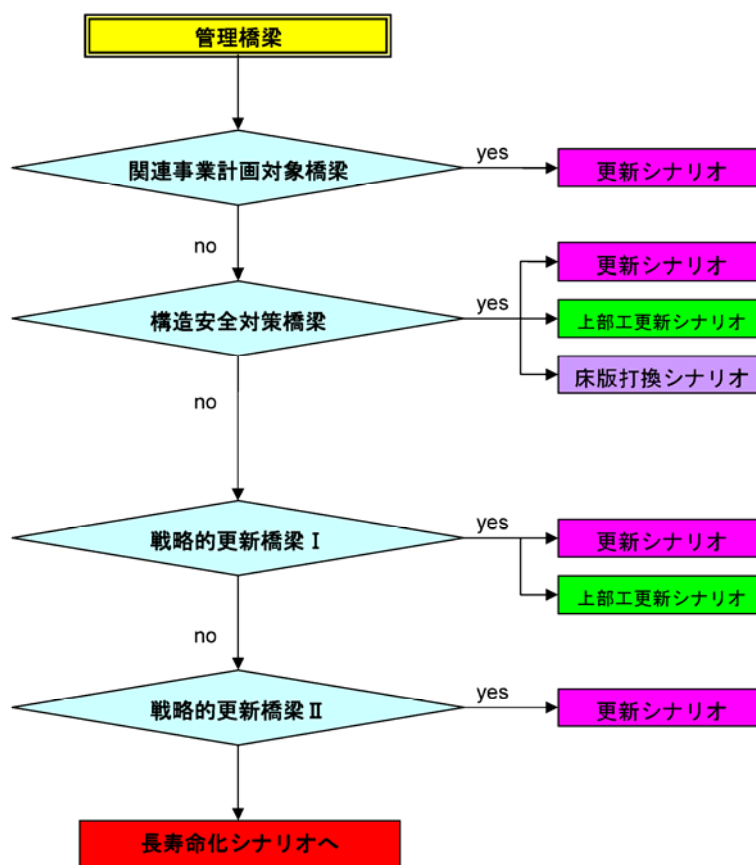 管理橋梁
関連事業計画対象橋梁
yes
更新シナリオ
no
更新シナリオ
構造安全対策橋梁
yes
上部工更新シナリオ
床版打換シナリオ
no
戦略的更新橋梁Ⅰ
yes
更新シナリオ
上部工更新シナリオ
no
戦略的更新橋梁Ⅱ
yes
更新シナリオ
長寿命化シナリオへ